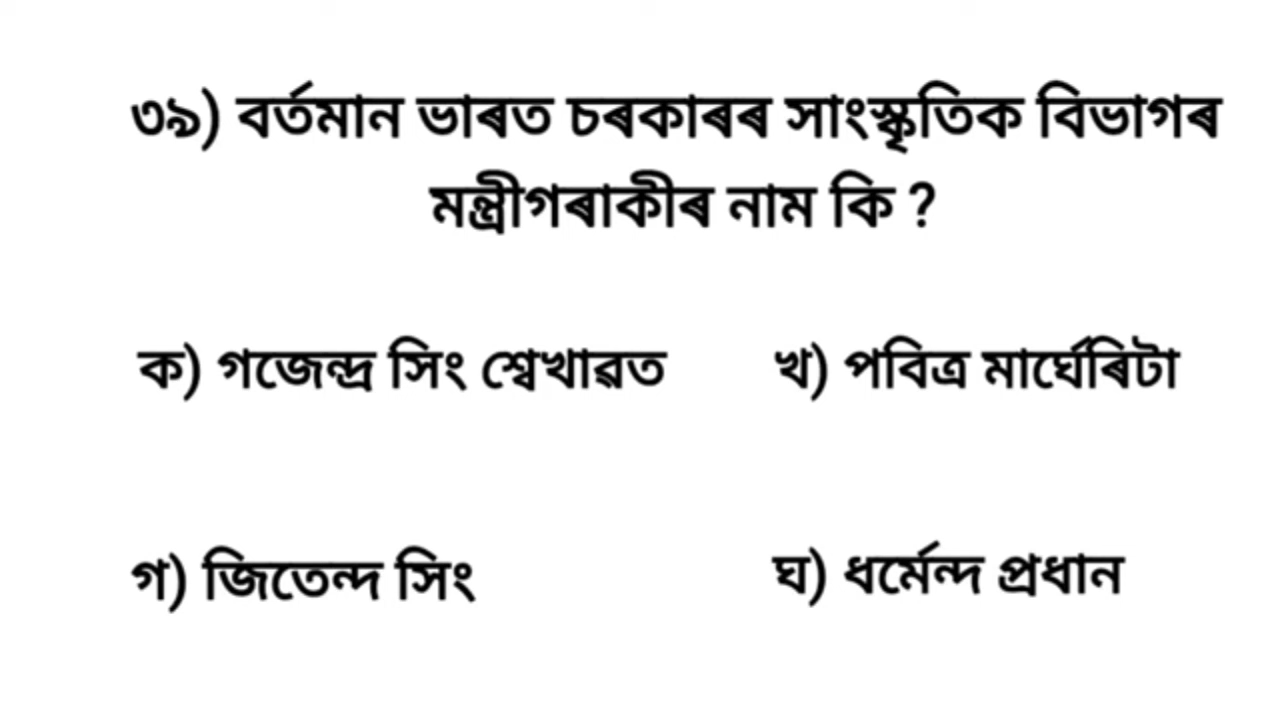 ৩৯) বৰ্তমান ভাৰত চৰকাৰৰ সাংস্কৃতিক বিভাগৰ
মন্ত্ৰীগৰাকীৰ নাম কি ?
ক) গজেন্দ্ৰ সিং শ্বেখাৱত খ) পবিত্ৰ মাৰ্ঘেৰিটা
গ) জিতেন্দ সিং ঘ) ধৰ্মেন্দ প্ৰধান